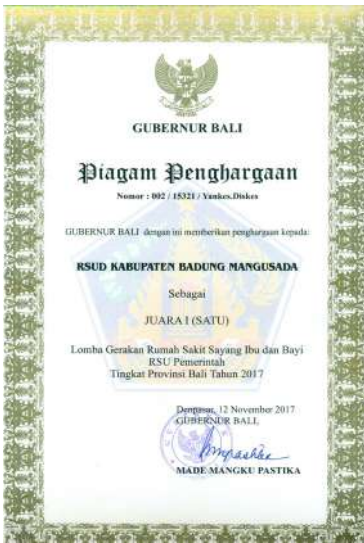 GUBERNUR BALI
Piagam Penghargaan
Nomor : 002 / 15321 / Yankes.Diskes
GUBERNUR BALI dengan ini memberikan penghargaan kepada:
RSUD KABUPATEN BADUNG MANGUSADA
Sebagai
JUARA I (SATU)
Lomba Gerakan Rumah Sakit Sayang Ibu dan Bayi
RSU Pemerintah
Tingkat Provinsi Bali Tahun 2017
Denpasar, 12 November 2017
GUBERNUR BALI,
MADE MANGKU PASTIKA